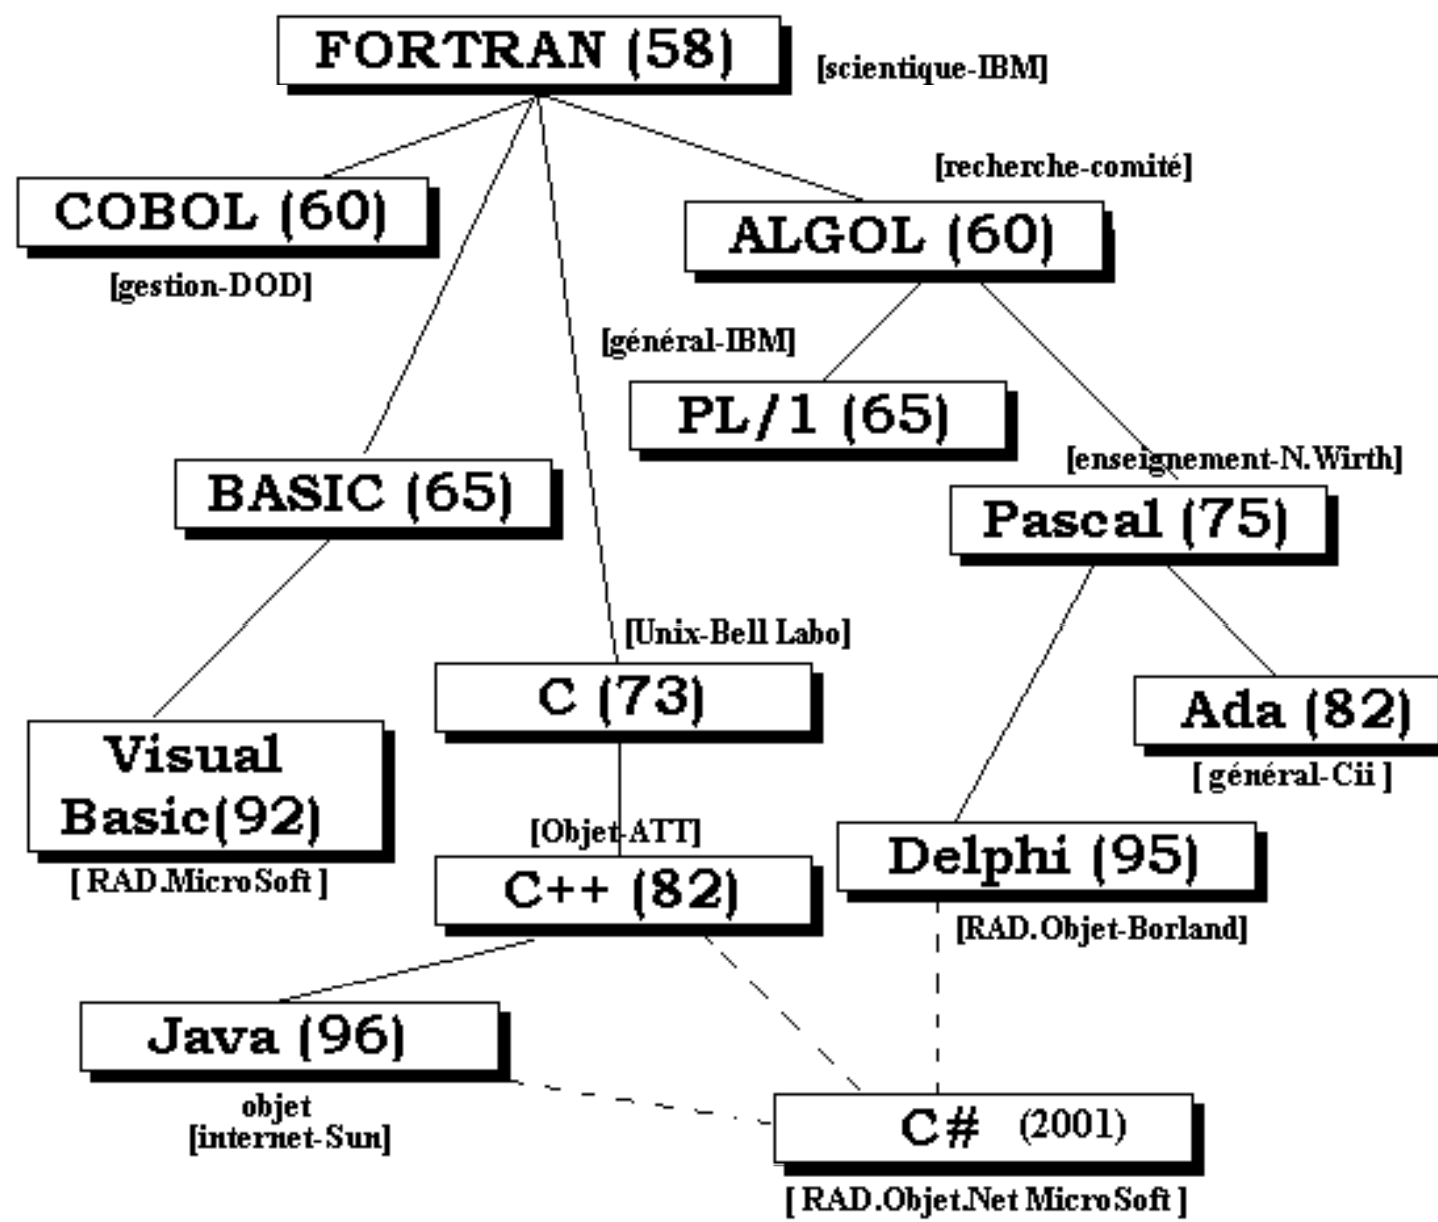 FORTRAN (58)
[scientique-IBM]
[recherche-comité]
COBOL (60)
ALGOL (60)
[gestion-DOD]
[général-IBM]
PL/1 (65)
[enseignement-N.Wirth]
BASIC (65)
Pascal (75)
[Unix-Bell Labo]
C (73)
Ada (82)
[ général-Cii ]
Visual
Basic(92)
[ RAD.MicroSoft ]
[Objet-ATT]
C++ (82)
Delphi (95)
[RAD.Objet-Borland]
Java (96)
objet
[internet-Sun]
C# (2001)
[ RAD.Objet.Net MicroSoft ]